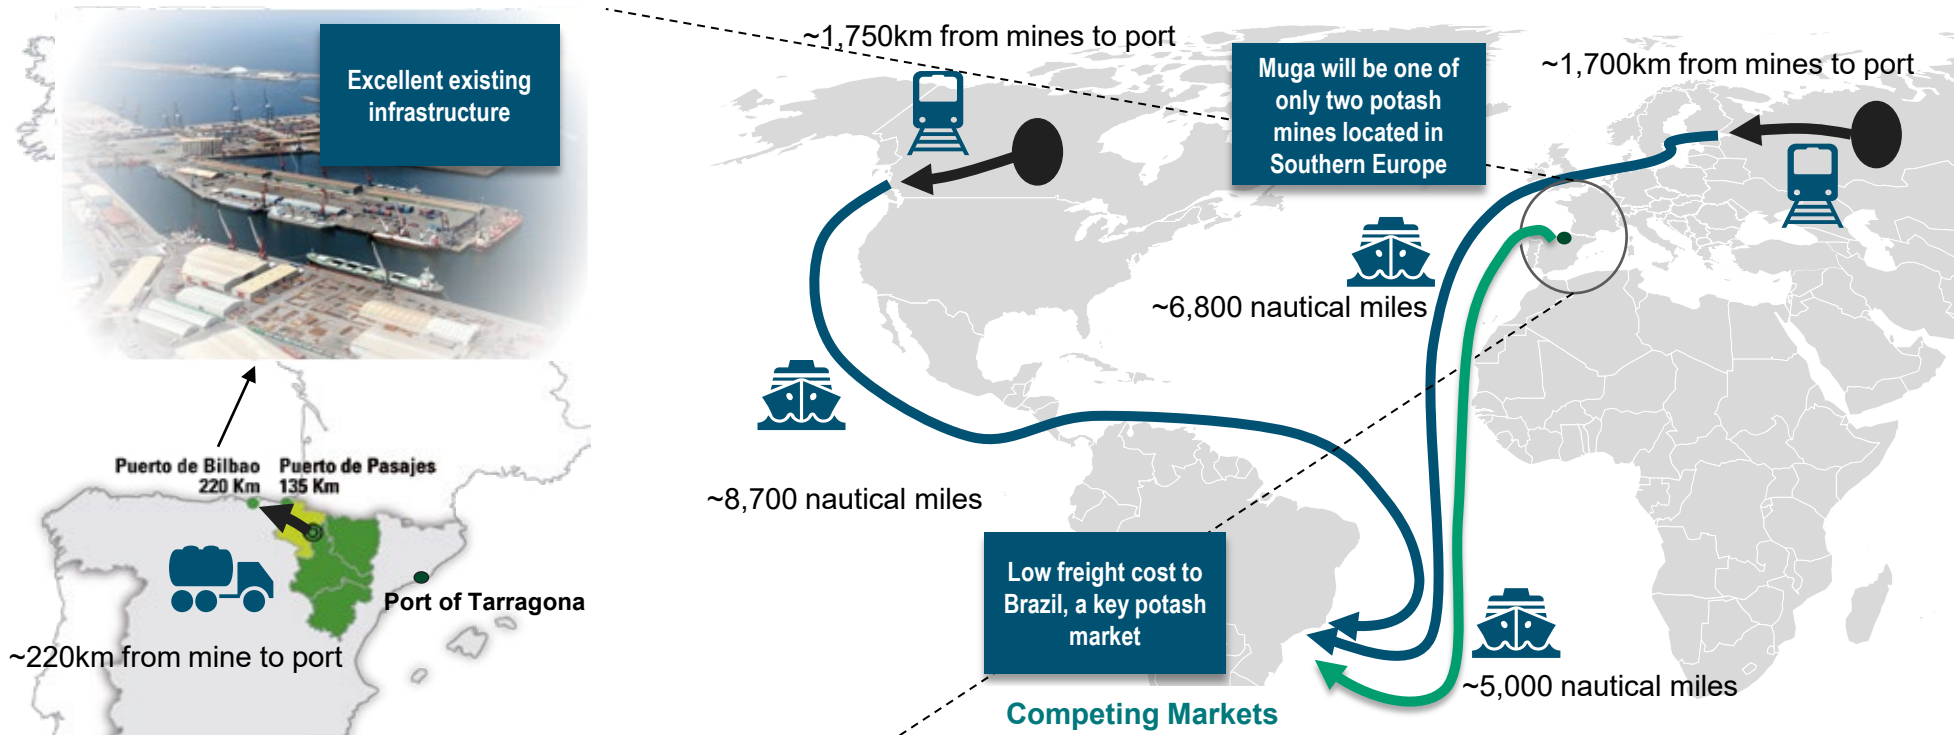 Excellent existing
infrastructure
~1,750km from mines to port
Muga will be one of
only two potash
mines located in
Southern Europe
~1,700km from mines to port
~6,800 nautical miles
~8,700 nautical miles
Puerto de Bilbao
220 Km
Puerto de Pasajes
135 Km
Port of Tarragona
~220km from mine to port
Low freight cost to
Brazil, a key potash
market
~5,000 nautical miles
Competing Markets